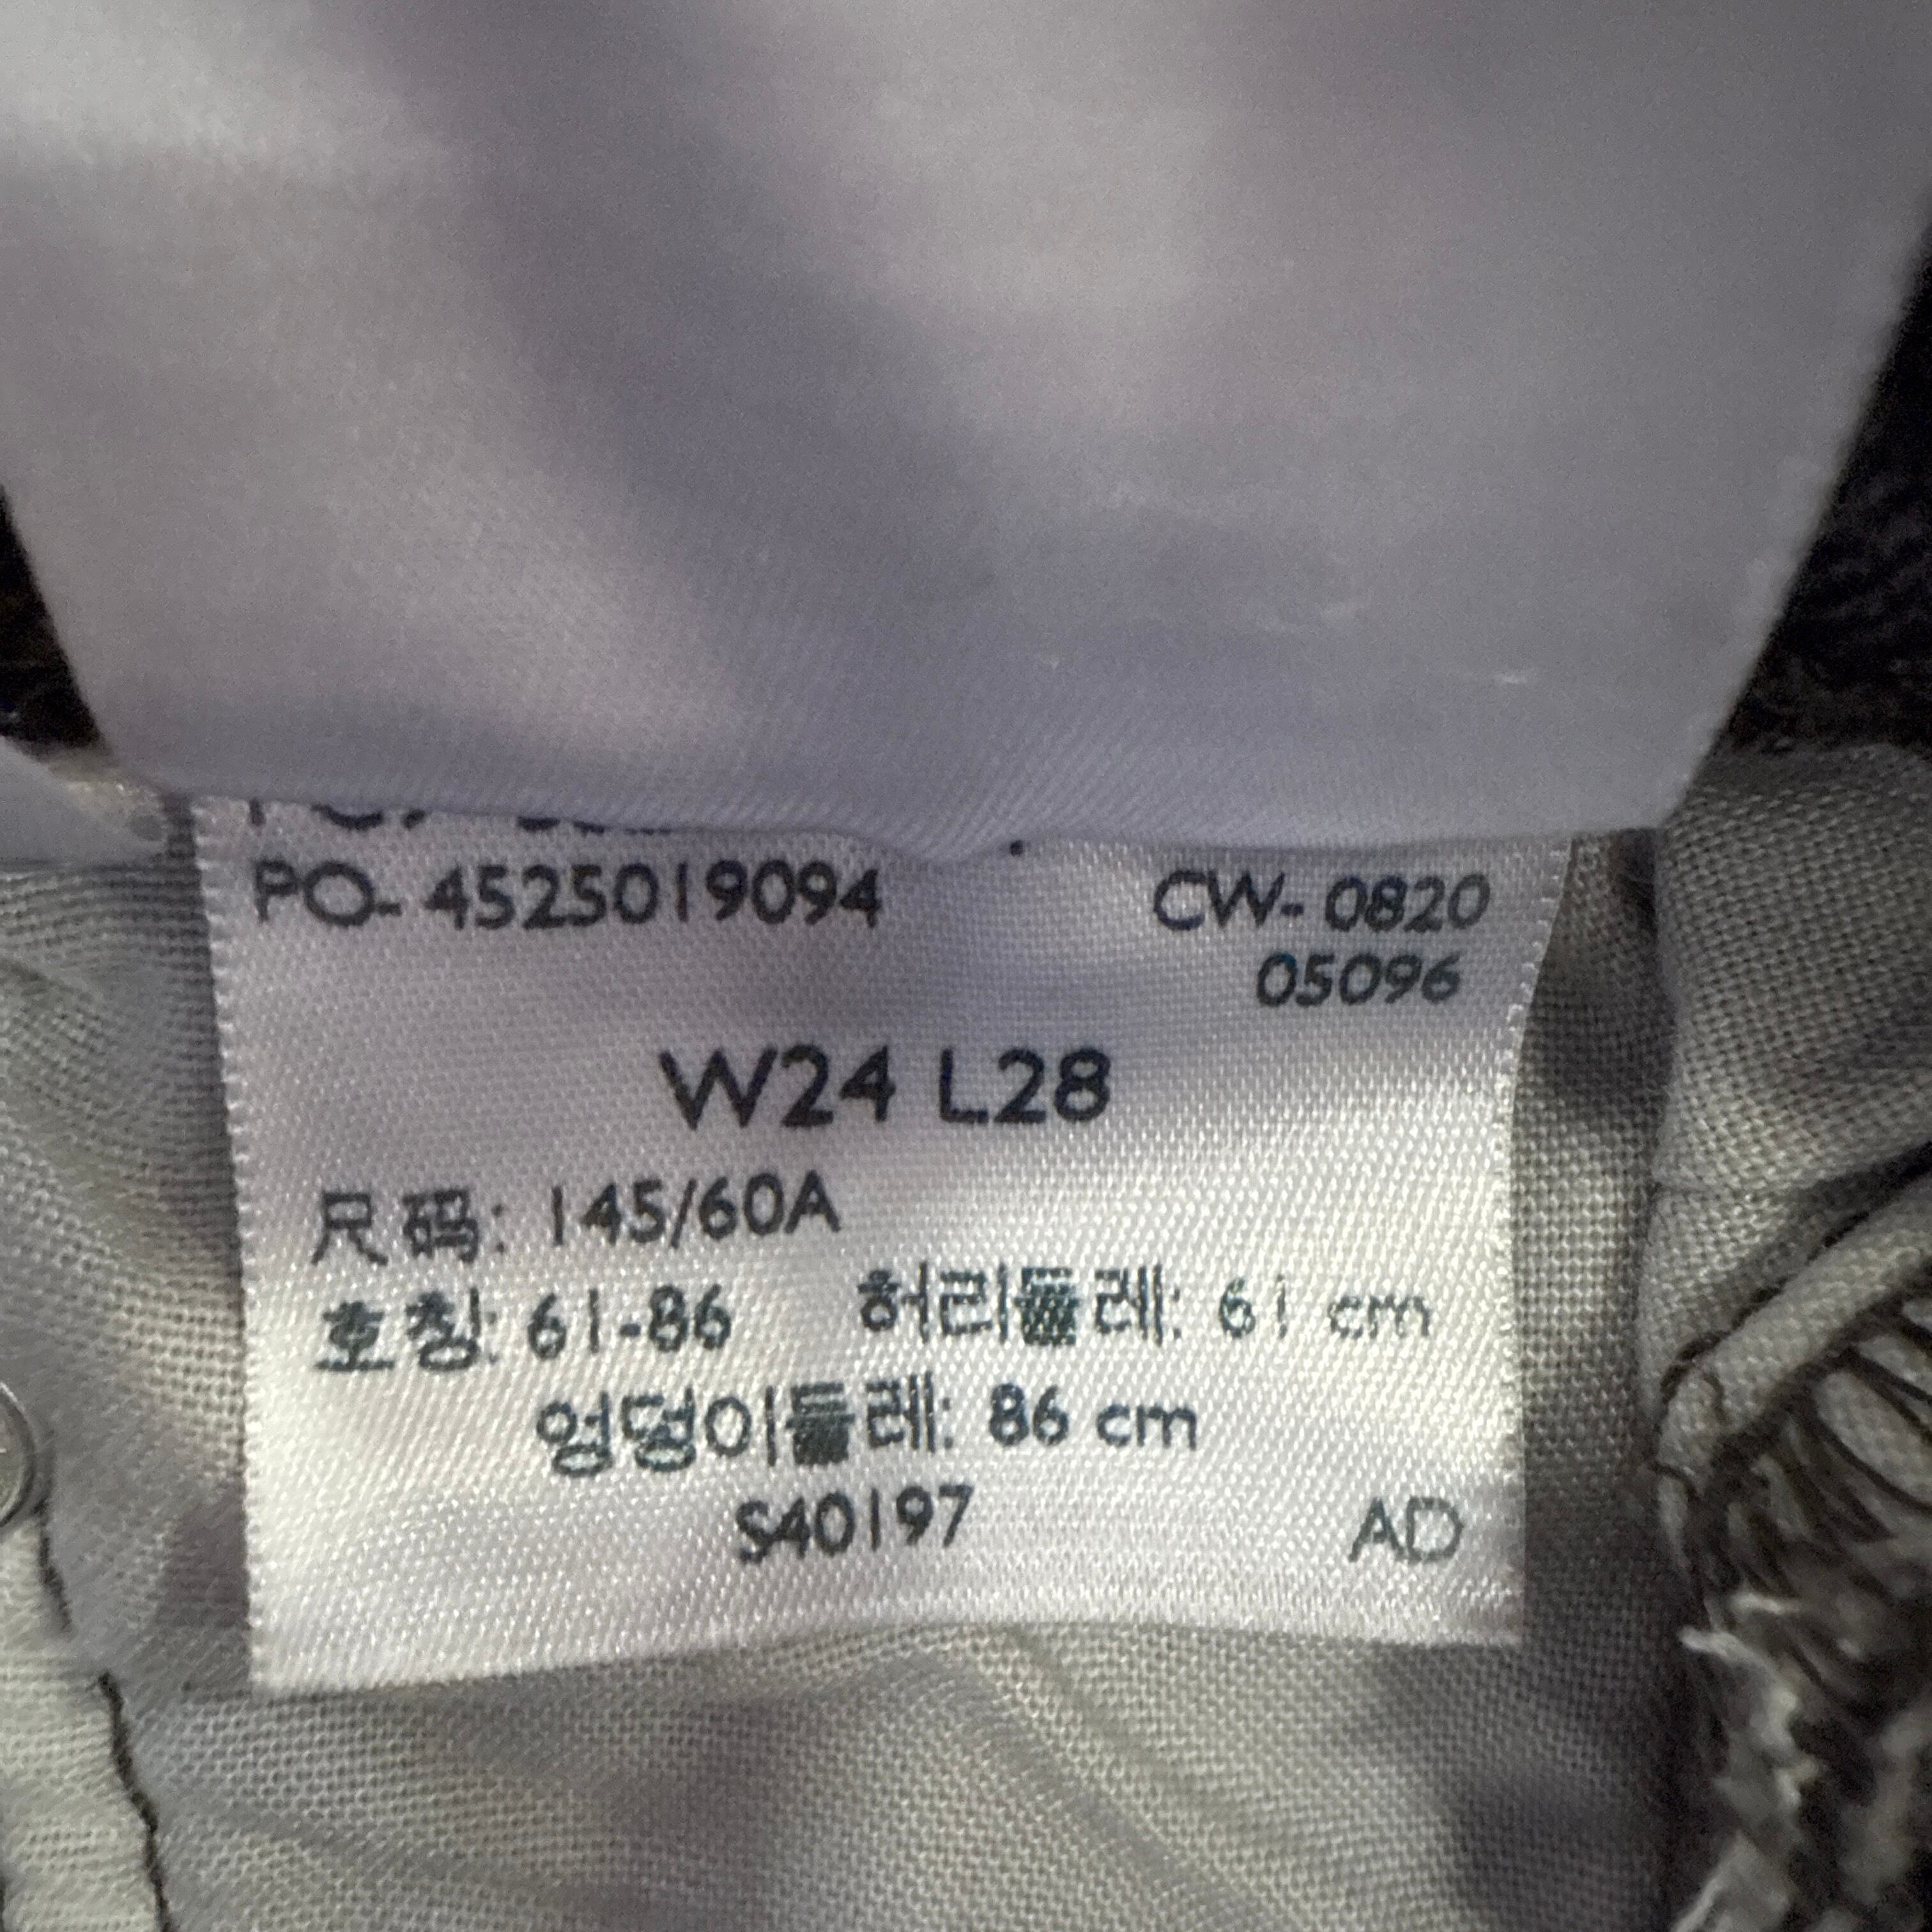 PO- 4525019094 CW- 0820
05096
W24 L28
尺码: 145/60A
호칭: 61-86 허리둘레: 61 cm
엉덩이둘레: 86 cm
S40197 AD